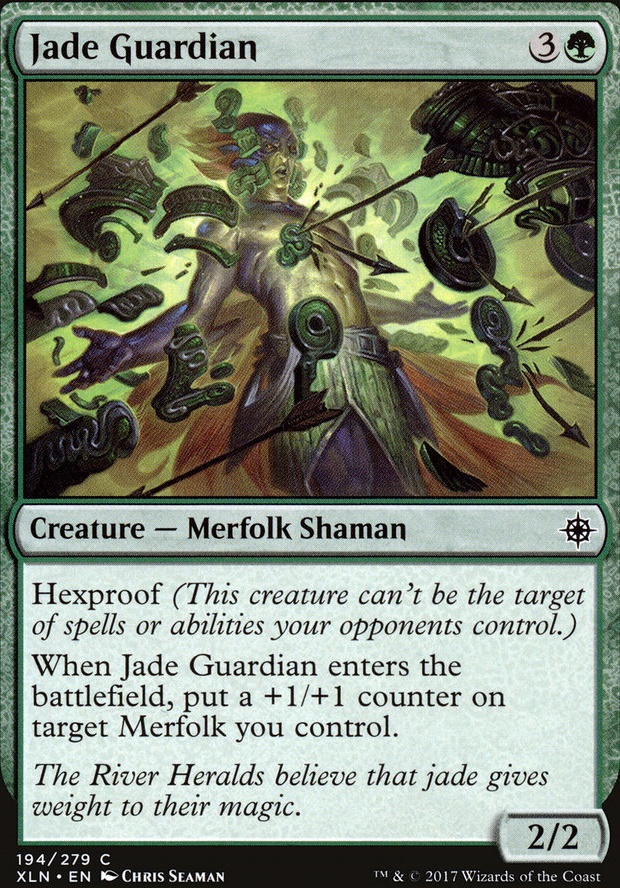 Jade Guardian 3
Creature — Merfolk Shaman
Hexproof (This creature can't be the target
of spells or abilities your opponents control.)
When Jade Guardian enters the
battlefield, put a +1/+1 counter on
target Merfolk you control.
The River Heralds believe that jade gives
weight to their magic.
2/2
194/279 C
XLN • EN Chris Seaman
™ & © 2017 Wizards of the Coast